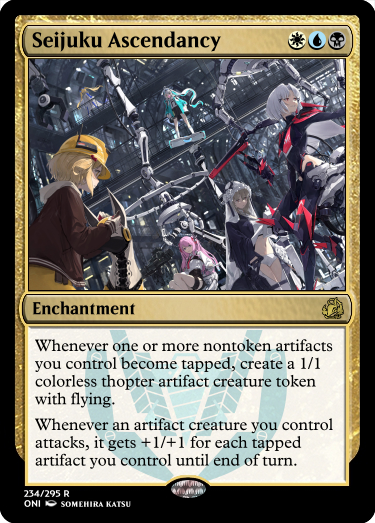 Seijuku Ascendancy
Enchantment
Whenever one or more nontoken artifacts
you control become tapped, create a 1/1
colorless thopter artifact creature token
with flying.
Whenever an artifact creature you control
attacks, it gets +1/+1 for each tapped
artifact you control until end of turn.
234/295 R
ONI SOMEHIRA KATSU